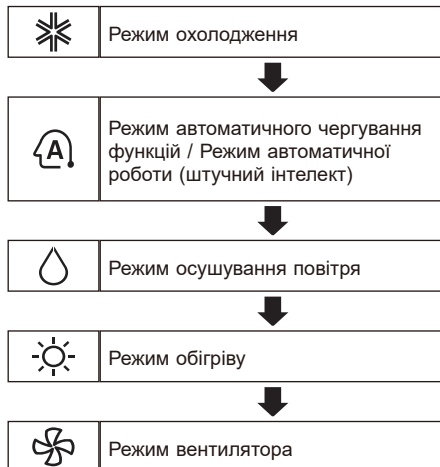 Режим охолодження
A
Режим автоматичного чергування
функцій / Режим автоматичної
роботи (штучний інтелект)
Режим осушування повітря
Режим обігріву
Режим вентилятора